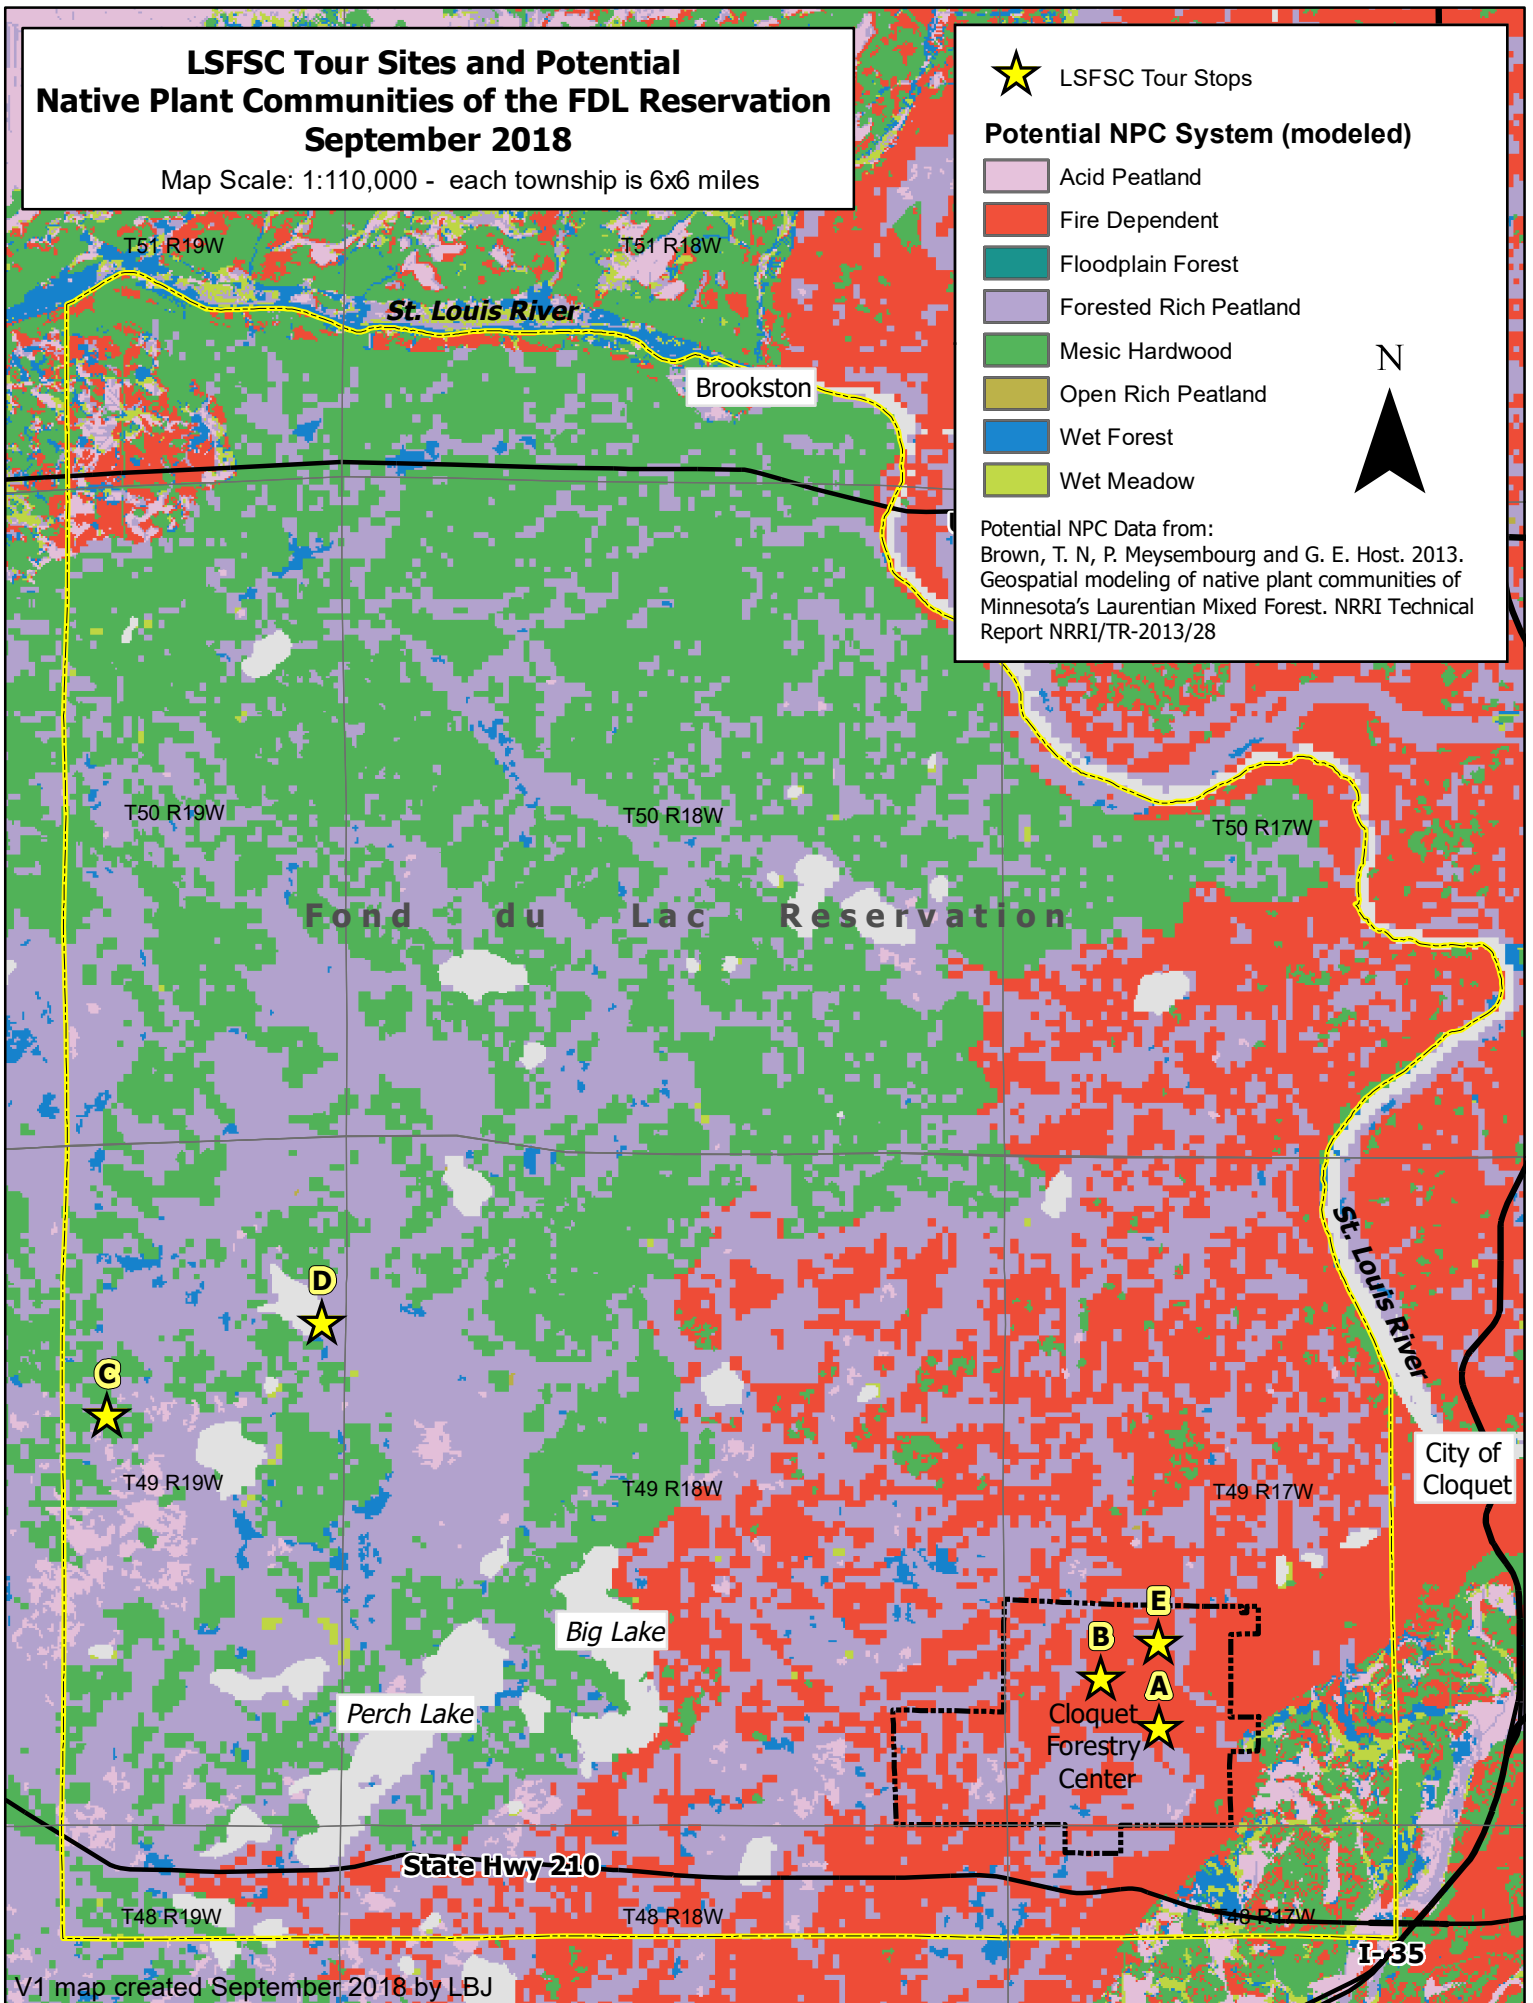 LSFSC Tour Sites and Potential
Native Plant Communities of the FDL Reservation
September 2018
Map Scale: 1:110,000 - each township is 6x6 miles
LSFSC Tour Stops
Potential NPC System (modeled)
Acid Peatland
Fire Dependent
Floodplain Forest
Forested Rich Peatland
Mesic Hardwood
Open Rich Peatland
Wet Forest
Wet Meadow
N
Potential NPC Data from:
Brown, T. N, P. Meysembourg and G. E. Host. 2013.
Geospatial modeling of native plant communities of
Minnesota's Laurentian Mixed Forest. NRRI Technical
Report NRRI/TR-2013/28
T51 R19W
T51 R18W
St. Louis River
Brookston
T50 R19W
T50 R18W
T50 R17W
Fond du Lac Reservation
St. Louis River
D
C
City of
Cloquet
T49 R19W
T49 R18W
T49 R17W
Big Lake
E
B
A
Perch Lake
Cloquet
Forestry
Center
State Hwy 210
T48 R19W
T48 R18W
T48 R17W
I-35
V1 map created September 2018 by LBJ